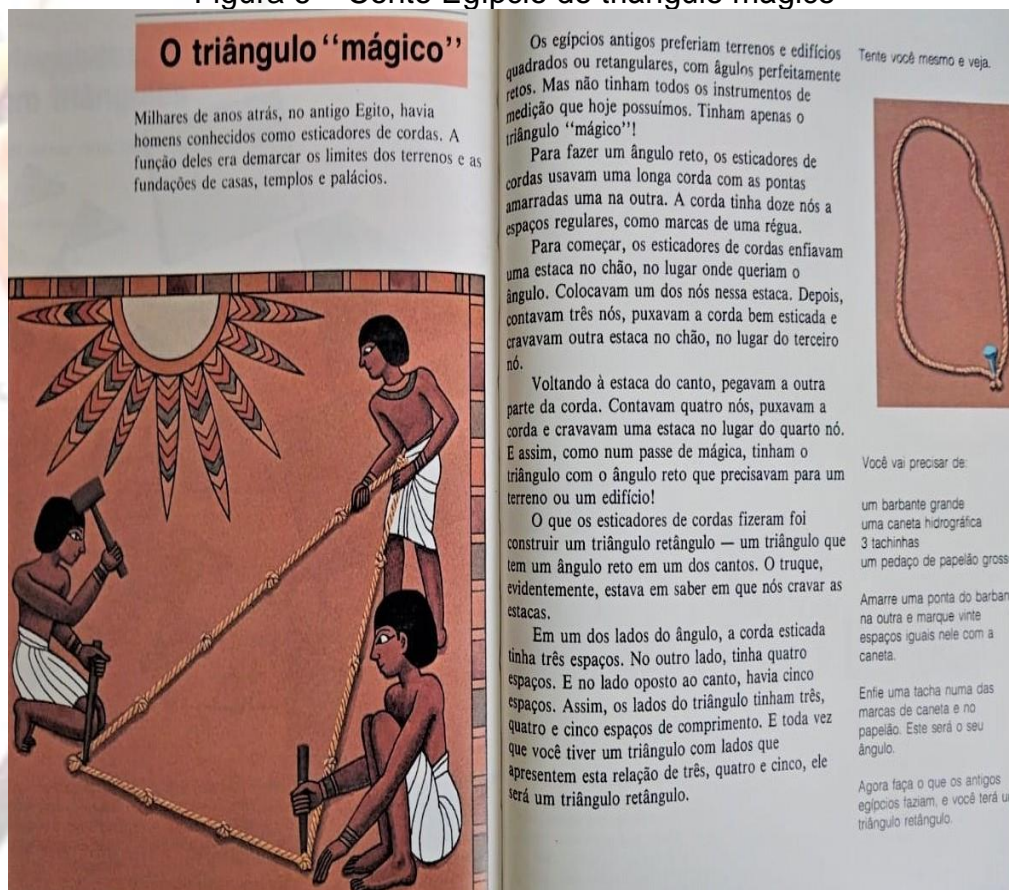 O triângulo “mágico”
Milhares de anos atrás, no antigo Egito, havia
homens conhecidos como esticadores de cordas. A
função deles era demarcar os limites dos terrenos e as
fundações de casas, templos e palácios.
Os egípcios antigos preferiam terrenos e edifícios
quadrados ou retangulares, com âgulos perfeitamente
retos. Mas não tinham todos os instrumentos de
medição que hoje possuímos. Tinham apenas o
triângulo “mágico”!
Para fazer um ângulo reto, os esticadores de
cordas usavam uma longa corda com as pontas
amarradas uma na outra. A corda tinha doze nós a
espaços regulares, como marcas de uma régua.
Para começar, os esticadores de cordas enfiavam
uma estaca no chão, no lugar onde queriam o
ângulo. Colocavam um dos nós nessa estaca. Depois,
contavam três nós, puxavam a corda bem esticada e
cravavam outra estaca no chão, no lugar do terceiro
nó.
Voltando à estaca do canto, pegavam a outra
parte da corda. Contavam quatro nós, puxavam a
corda e cravavam uma estaca no lugar do quarto nó.
E assim, como num passe de mágica, tinham o
triângulo com o ângulo reto que precisavam para um
terreno ou um edifício!
O que os esticadores de cordas fizeram foi
construir um triângulo retângulo — um triângulo que
tem um ângulo reto em um dos cantos. O truque,
evidentemente, estava em saber em que nós cravar as
estacas.
Em um dos lados do ângulo, a corda esticada
tinha três espaços. No outro lado, tinha quatro
espaços. E no lado oposto ao canto, havia cinco
espaços. Assim, os lados do triângulo tinham três,
quatro e cinco espaços de comprimento. E toda vez
que você tiver um triângulo com lados que
apresentem esta relação de três, quatro e cinco, ele
será um triângulo retângulo.
Tente você mesmo e veja.
Você vai precisar de:
um barbante grande
uma caneta hidrográfica
3 tachinhas
um pedaço de papelão
Amarre uma ponta do
na outra e marque vinte
espaços iguais nele com a
caneta.
Enfie uma tacha numa das
marcas de caneta e no
papelão. Este será o seu
ângulo.
Agora faça o que os antigos
egípcios faziam, e você terá
triângulo retângulo.